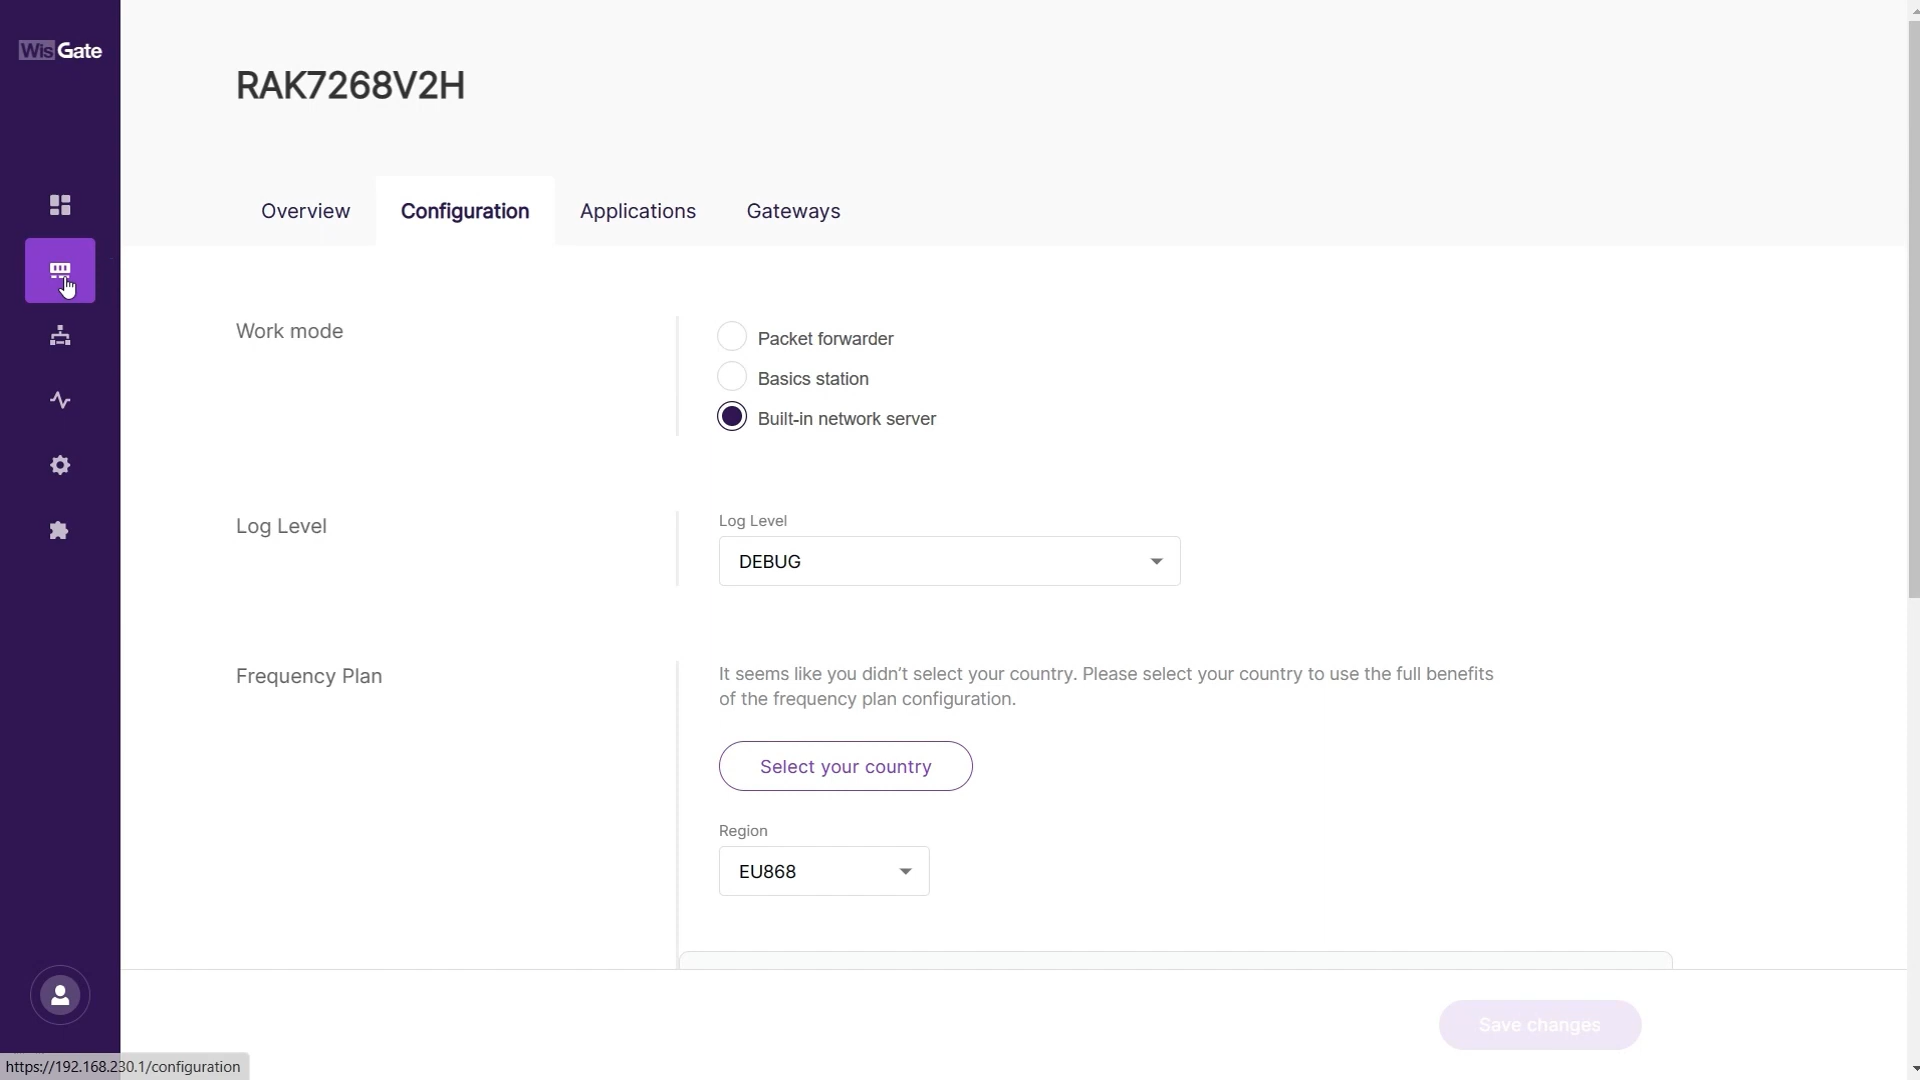 WisGate
RAK7268V2H
Overview
Configuration
Applications
Gateways
Work mode
Packet forwarder
Basics station
Built-in network server
Log Level
Log Level
DEBUG
Frequency Plan
It seems like you didn’t select your country. Please select your country to use the full benefits
of the frequency plan configuration.
Select your country
Region
EU868
Save changes
https://192.168.230.1/configuration